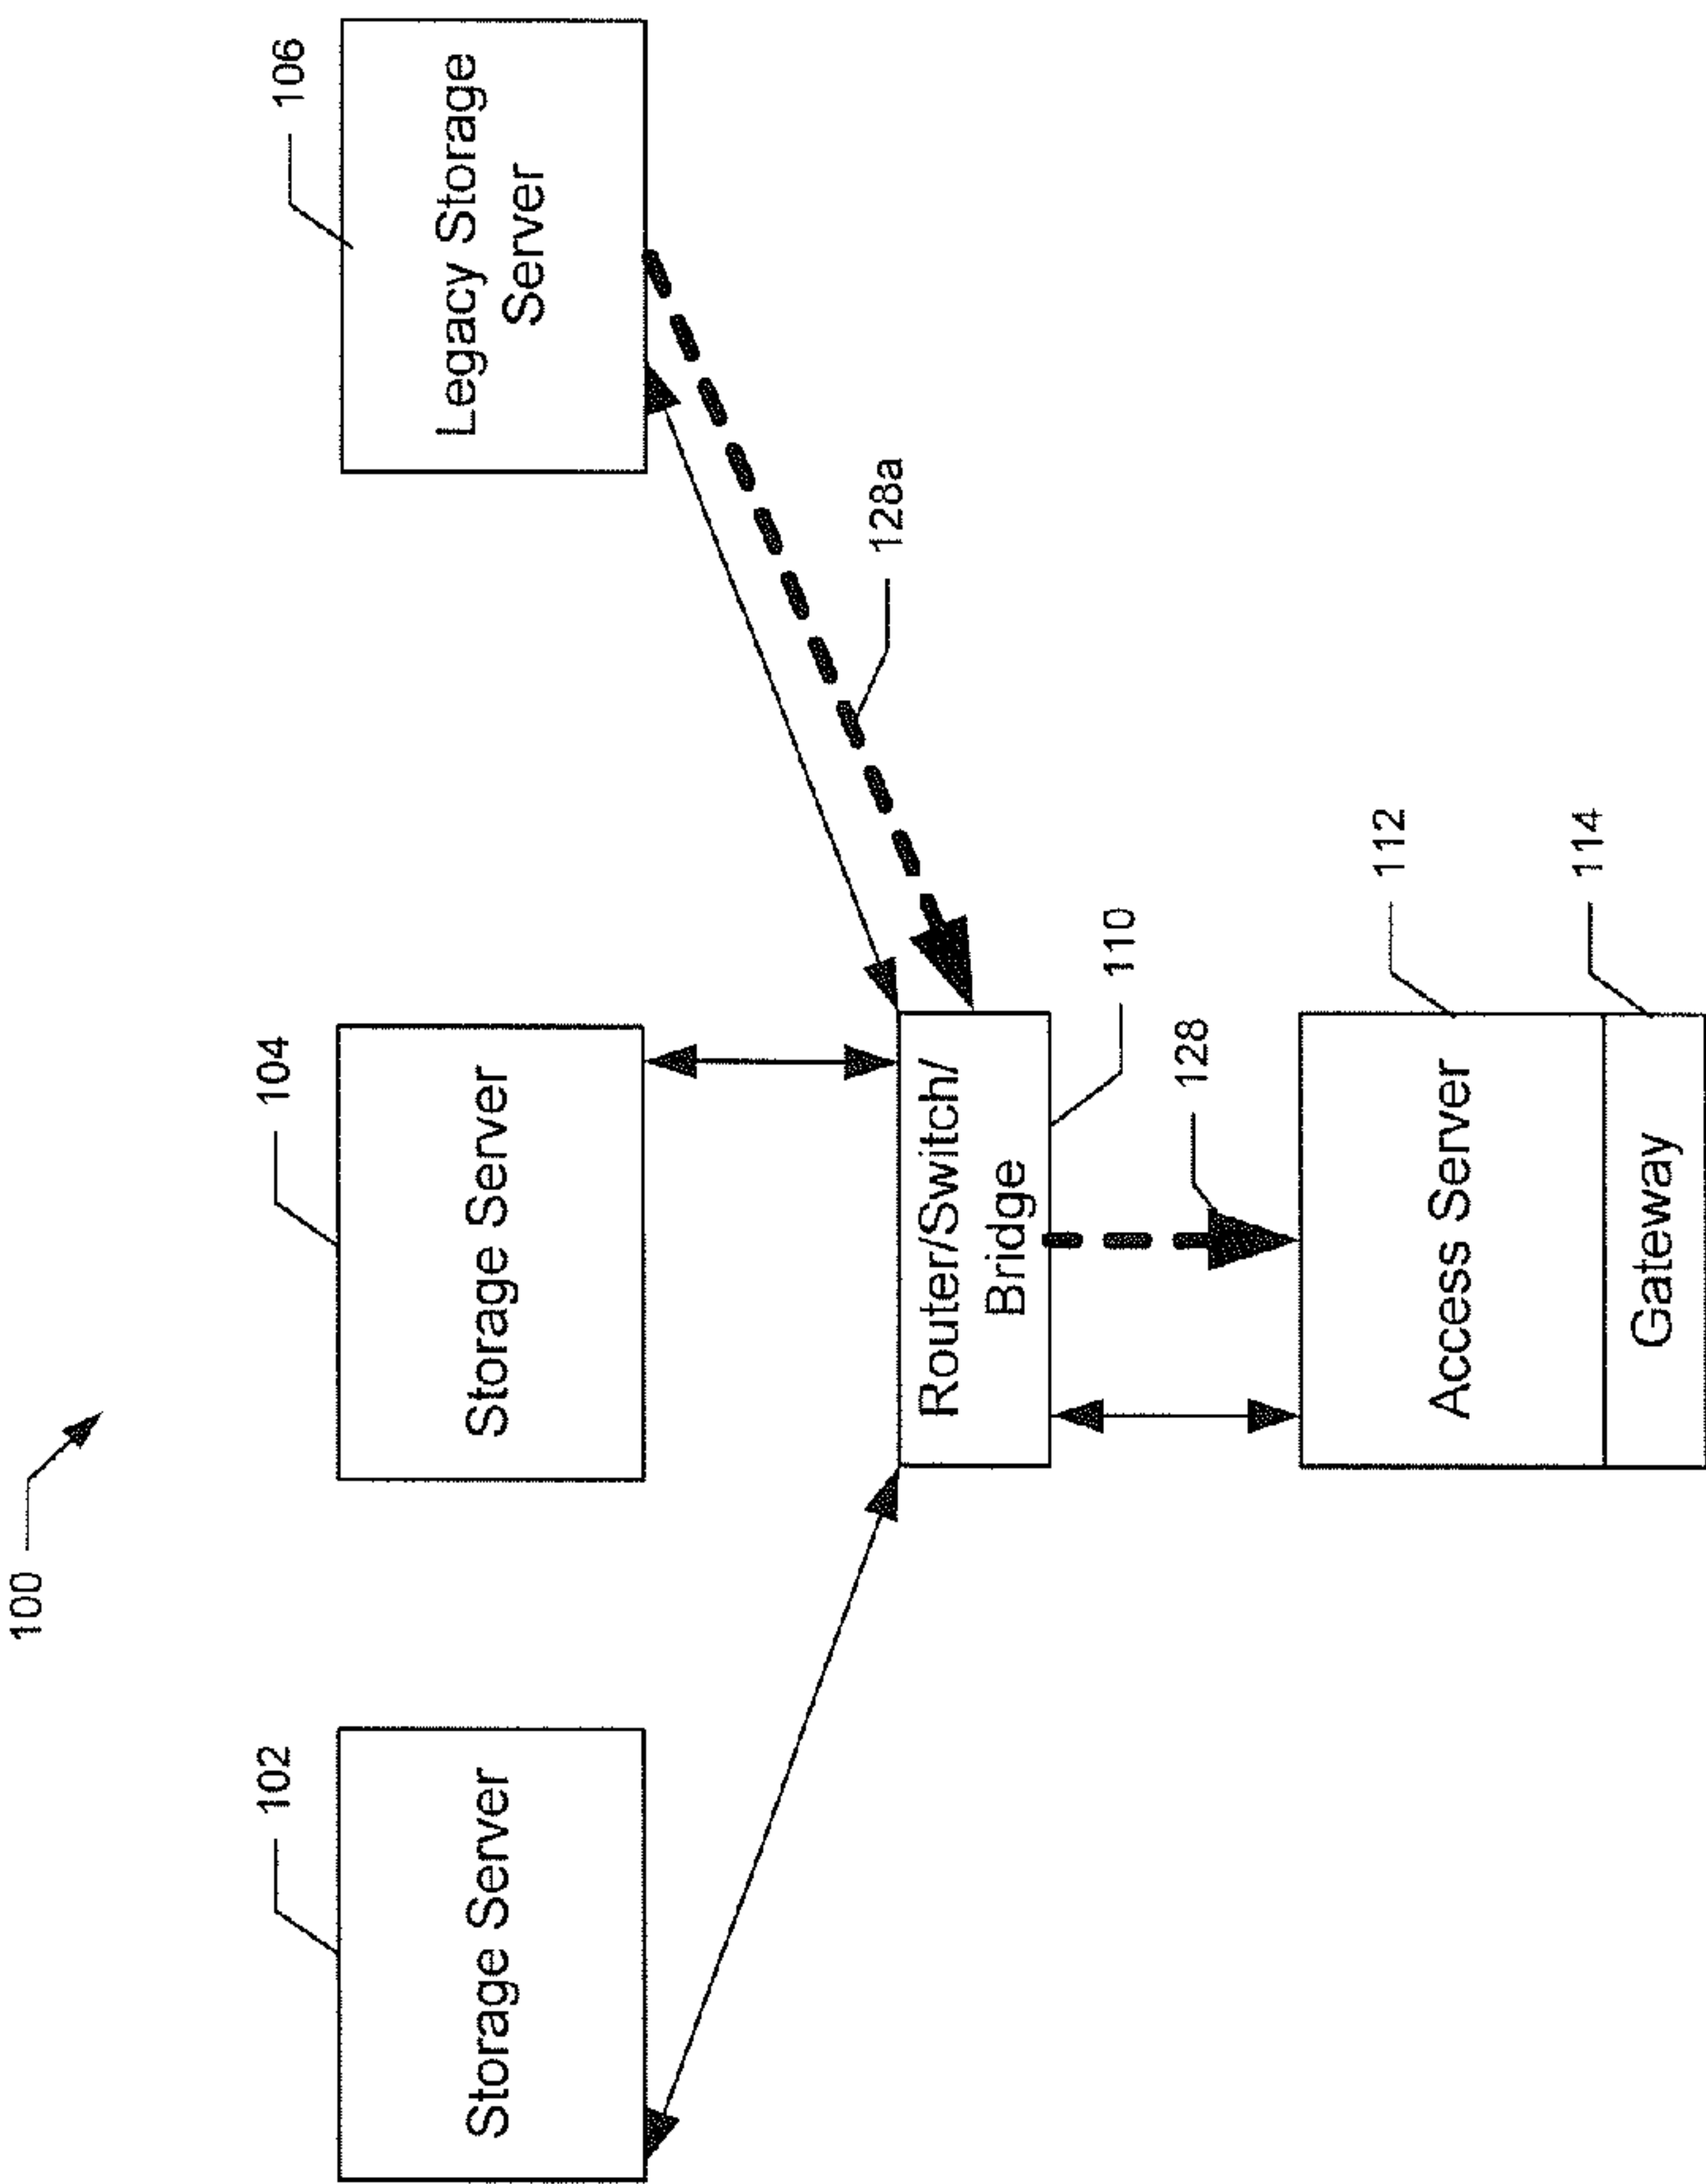 100
102
104
106
Storage Server
Storage Server
Legacy Storage
Server
128a
Router/Switch/
Bridge
110
128
Access Server
112
Gateway
114